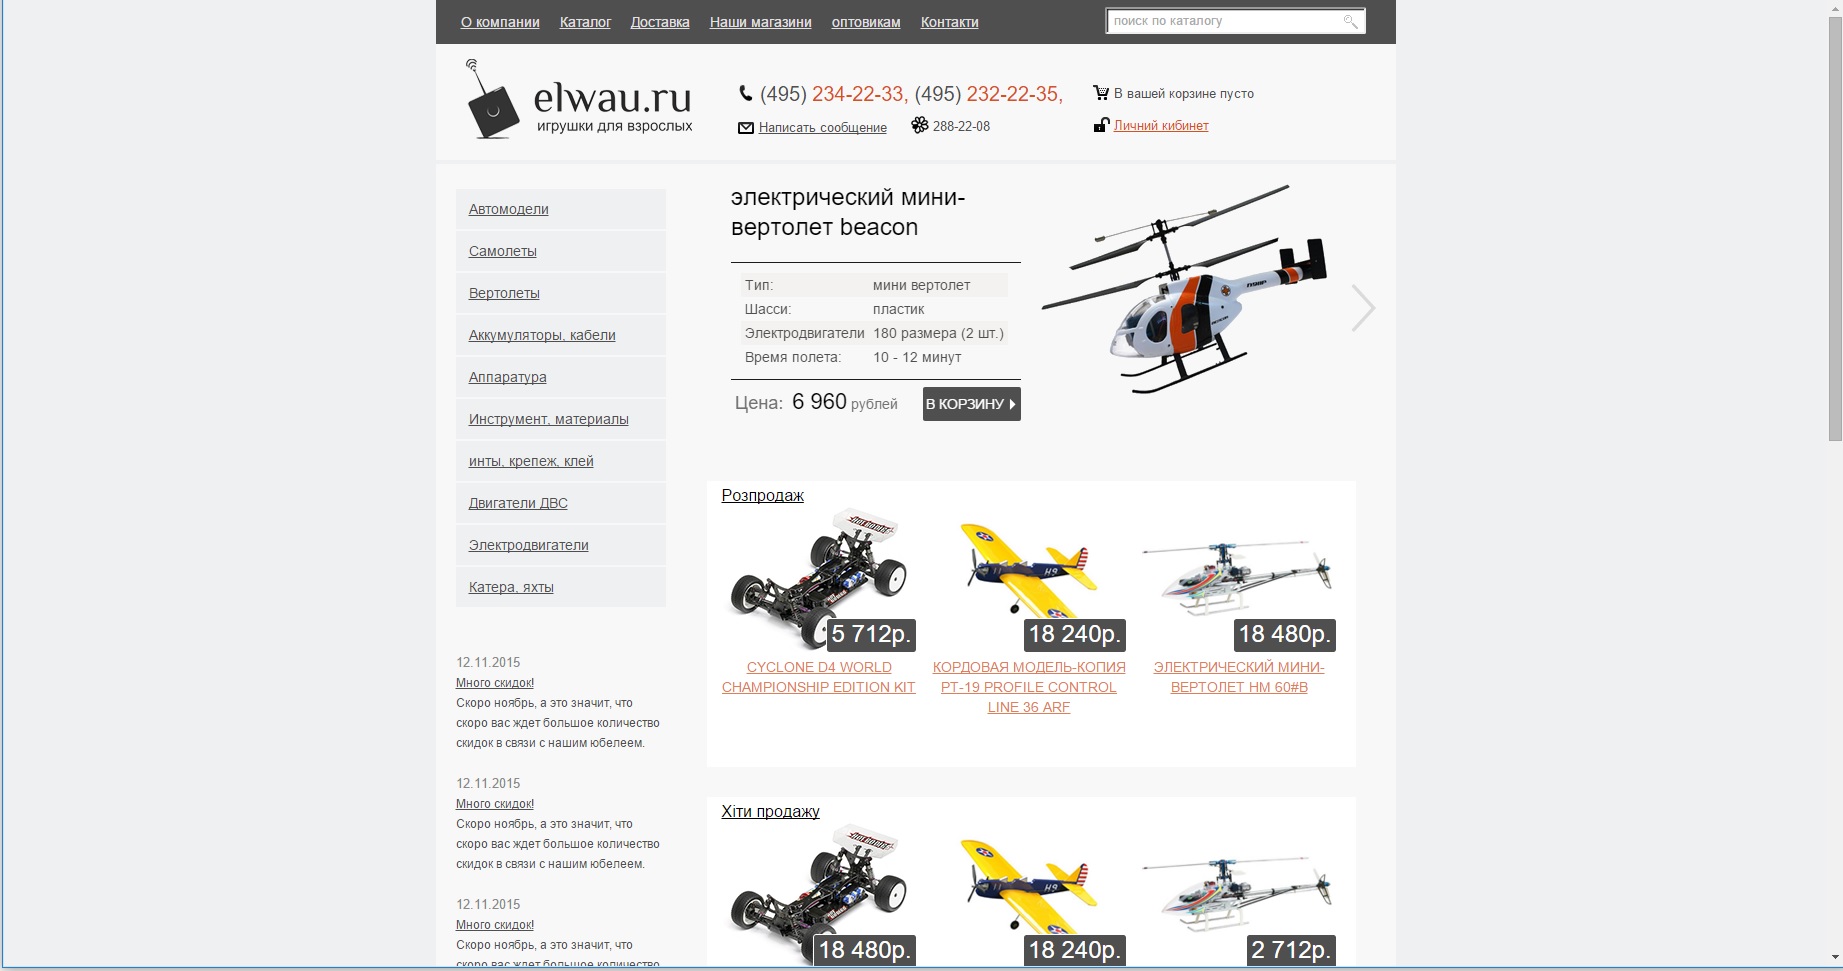 О компании Каталог Доставка Наши магазини оптовикам Контакти
поиск по каталогу
elwau.ru
игрушки для взрослых
(495) 234-22-33, (495) 232-22-35,
Написать сообщение 288-22-08
В вашей корзине пусто
Личний кибинет
Автомодели
Самолеты
Вертолеты
Аккумуляторы, кабели
Аппаратура
Инструмент, материалы
инты, крепеж, клей
Двигатели ДВС
Электродвигатели
Катера, яхты
12.11.2015
Много скидок!
Скоро ноябрь, а это значит, что
скоро вас ждет большое количество
скидок в связи с нашим юбелеем.
12.11.2015
Много скидок!
Скоро ноябрь, а это значит, что
скоро вас ждет большое количество
скидок в связи с нашим юбелеем.
12.11.2015
Много скидок!
Скоро ноябрь, а это значит, что
скоро вас ждет большое количество
электрический мини-
вертолет beacon
Тип: мини вертолет
Шасси: пластик
Электродвигатели 180 размера (2 шт.)
Время полета: 10 - 12 минут
Цена: 6 960 рублей
В КОРЗИНУ
Розпродаж
H9
5 712р.
18 240р.
18 480р.
CYCLONE D4 WORLD
CHAMPIONSHIP EDITION KIT
КОРДОВАЯ МОДЕЛЬ-КОПИЯ
PT-19 PROFILE CONTROL
LINE 36 ARF
ЭЛЕКТРИЧЕСКИЙ МИНИ-
ВЕРТОЛЕТ HM 60#B
Хіти продажу
H9
18 480р.
18 240р.
2 712р.